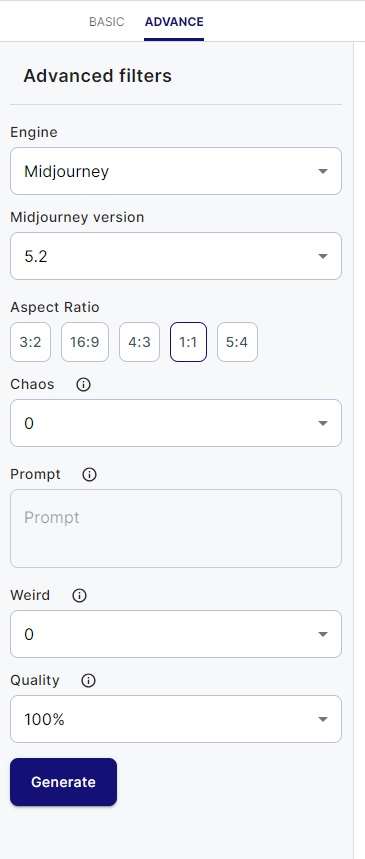 BASIC ADVANCE
Advanced filters
Engine
Midjourney
Midjourney version
5.2
Aspect Ratio
3:2 16:9 4:3 1:1 5:4
Chaos
0
Prompt
Prompt
Weird
0
Quality
100%
Generate